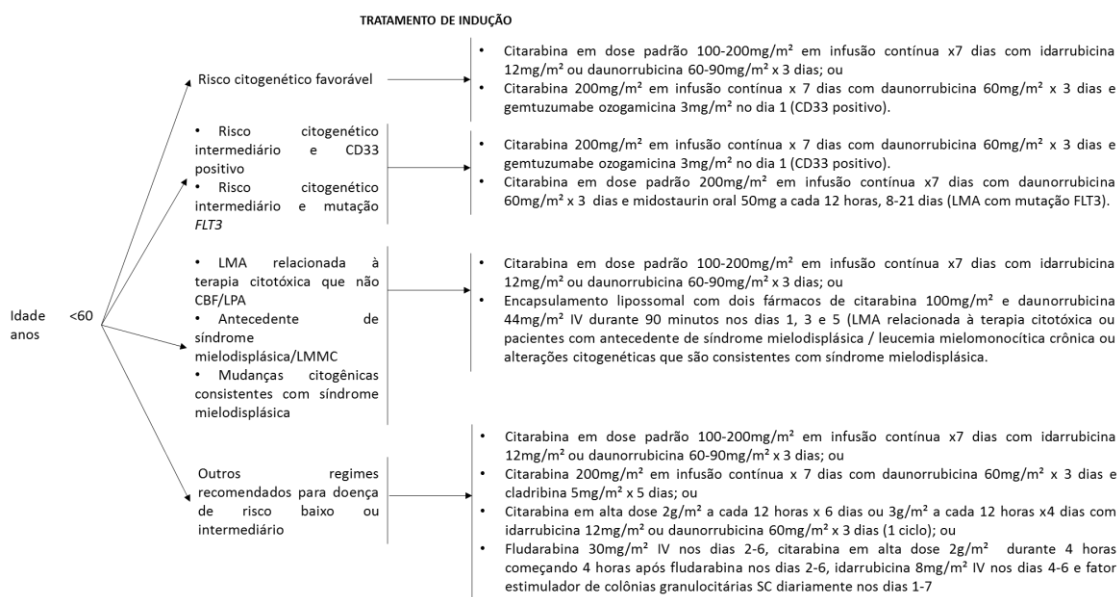 TRATAMENTO DE INDUÇÃO
Idade <60
anos
Risco citogenético favorável
• Citarabina em dose padrão 100-200mg/m² em infusão contínua x7 dias com idarrubicina
12mg/m² ou daunorrubicina 60-90mg/m² x 3 dias; ou
• Citarabina 200mg/m² em infusão contínua x 7 dias com daunorrubicina 60mg/m² x 3 dias e
gemtuzumabe ozogamicina 3mg/m² no dia 1 (CD33 positivo).
• Risco citogenético
intermediário e CD33
positivo
• Risco citogenético
intermediário e mutação
FLT3
• Citarabina 200mg/m² em infusão contínua x 7 dias com daunorrubicina 60mg/m² x 3 dias e
gemtuzumabe ozogamicina 3mg/m² no dia 1 (CD33 positivo).
• Citarabina em dose padrão 200mg/m² em infusão contínua x7 dias com daunorrubicina
60mg/m² x 3 dias e midostaurin oral 50mg a cada 12 horas, 8-21 dias (LMA com mutação FLT3).
• LMA relacionada à
terapia citotóxica que não
CBF/LPA
• Antecedente de
síndrome
mielodisplásica/LMMC
• Mudanças citogênicas
consistentes com síndrome
mielodisplásica
• Citarabina em dose padrão 100-200mg/m² em infusão contínua x7 dias com idarrubicina
12mg/m² ou daunorrubicina 60-90mg/m² x 3 dias; ou
• Encapsulamento lipossomal com dois fármacos de citarabina 100mg/m² e daunorrubicina
44mg/m² IV durante 90 minutos nos dias 1, 3 e 5 (LMA relacionada à terapia citotóxica ou
pacientes com antecedente de síndrome mielodisplásica / leucemia mielomonocítica crônica ou
alterações citogenéticas que são consistentes com síndrome mielodisplásica.
Outros regimes
recomendados para doença
de risco baixo ou
intermediário
• Citarabina em dose padrão 100-200mg/m² em infusão contínua x7 dias com idarrubicina
12mg/m² ou daunorrubicina 60-90mg/m² x 3 dias; ou
• Citarabina 200mg/m² em infusão contínua x 7 dias com daunorrubicina 60mg/m² x 3 dias e
cladribina 5mg/m² x 5 dias; ou
• Citarabina em alta dose 2g/m² a cada 12 horas x 6 dias ou 3g/m² a cada 12 horas x4 dias com
idarrubicina 12mg/m² ou daunorrubicina 60mg/m² x 3 dias (1 ciclo); ou
• Fludarabina 30mg/m² IV nos dias 2-6, citarabina em alta dose 2g/m² durante 4 horas
começando 4 horas após fludarabina nos dias 2-6, idarrubicina 8mg/m² IV nos dias 4-6 e fator
estimulador de colônias granulocitárias SC diariamente nos dias 1-7